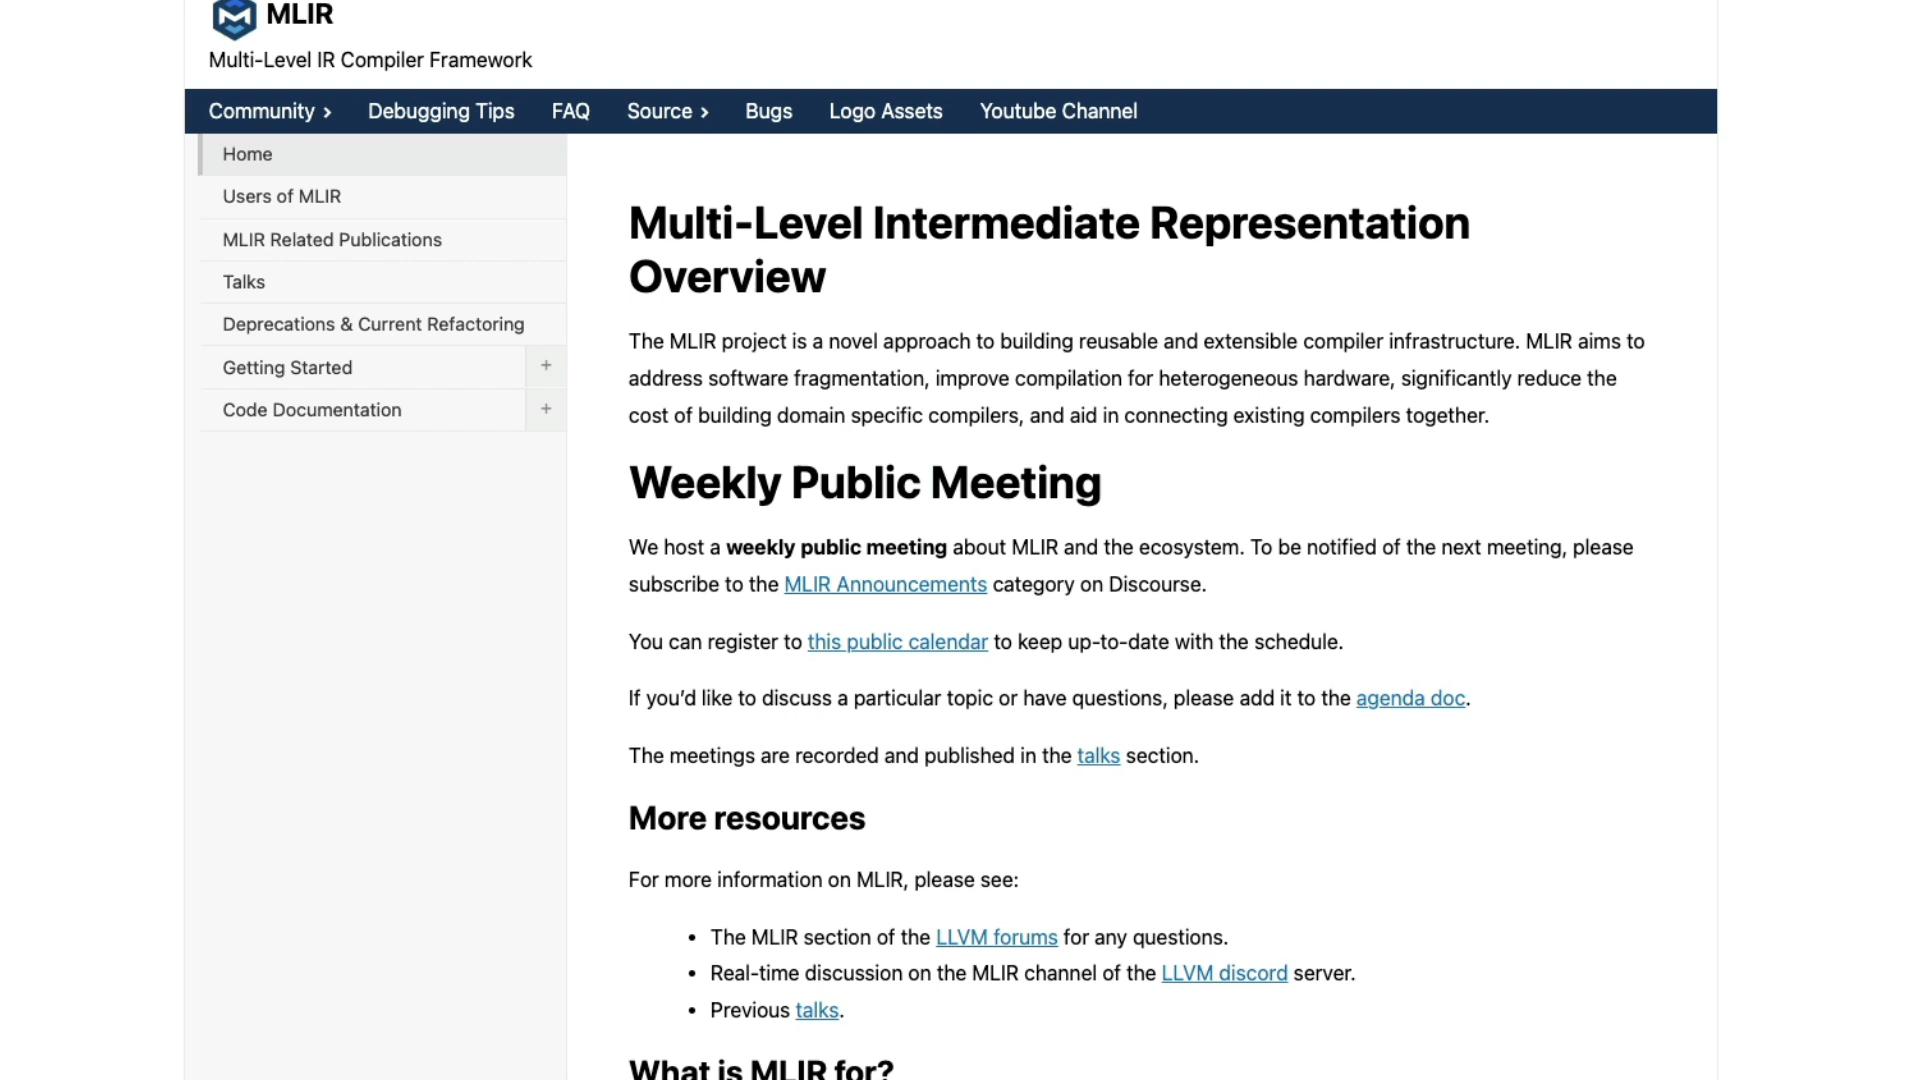 MLIR
Multi-Level IR Compiler Framework
Community >
Debugging Tips
FAQ
Source >
Bugs
Logo Assets
Youtube Channel
Home
Users of MLIR
MLIR Related Publications
Talks
Deprecations & Current Refactoring
Getting Started
+
Code Documentation
+
Multi-Level Intermediate Representation
Overview
The MLIR project is a novel approach to building reusable and extensible compiler infrastructure. MLIR aims to
address software fragmentation, improve compilation for heterogeneous hardware, significantly reduce the
cost of building domain specific compilers, and aid in connecting existing compilers together.
Weekly Public Meeting
We host a weekly public meeting about MLIR and the ecosystem. To be notified of the next meeting, please
subscribe to the MLIR Announcements category on Discourse.
You can register to this public calendar to keep up-to-date with the schedule.
If you’d like to discuss a particular topic or have questions, please add it to the agenda doc.
The meetings are recorded and published in the talks section.
More resources
For more information on MLIR, please see:
• The MLIR section of the LLVM forums for any questions.
• Real-time discussion on the MLIR channel of the LLVM discord server.
• Previous talks.
What is MLIR for?